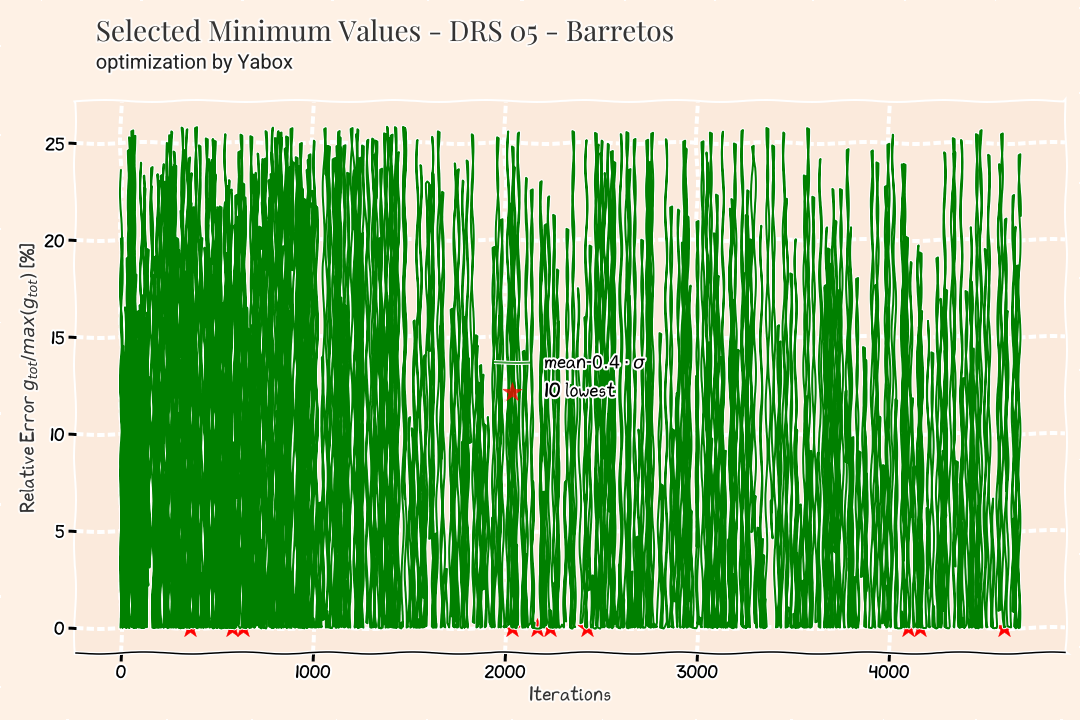 Selected Minimum Values - DRS 05 - Barretos
optimization by Yabox
Relative Error g_tot/max(g_tot) [%]
25
20
15
10
5
0
mean-0.4 · σ
10 lowest
0 1000 2000 3000 4000
Iterations